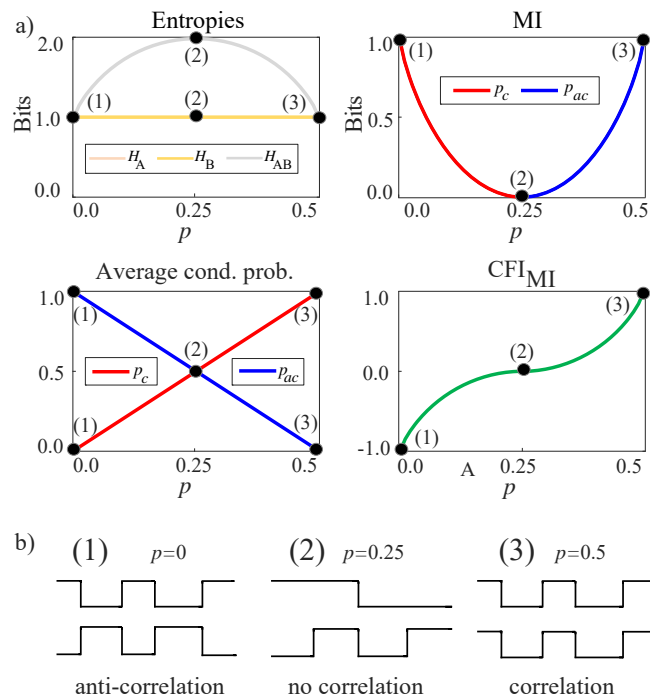 a)
Entropies
2.0
1.0
0.0
Bits
(1)
(2)
(2)
(3)
H_A H_B H_AB
0.0 0.25 0.5
p
MI
1.0
0.5
0.0
Bits
(1)
(3)
p_c p_ac
(2)
0.0 0.25 0.5
p
Average cond. prob.
1.0
0.5
0.0
(1)
(3)
(2)
p_c
p_ac
(1)
(3)
0.0 0.25 0.5
p
CFI_MI
1.0
0.0
-1.0
(3)
(2)
(1)
0.0 A 0.25 0.5
p
b)
(1) p=0
(2) p=0.25
(3) p=0.5
anti-correlation
no correlation
correlation